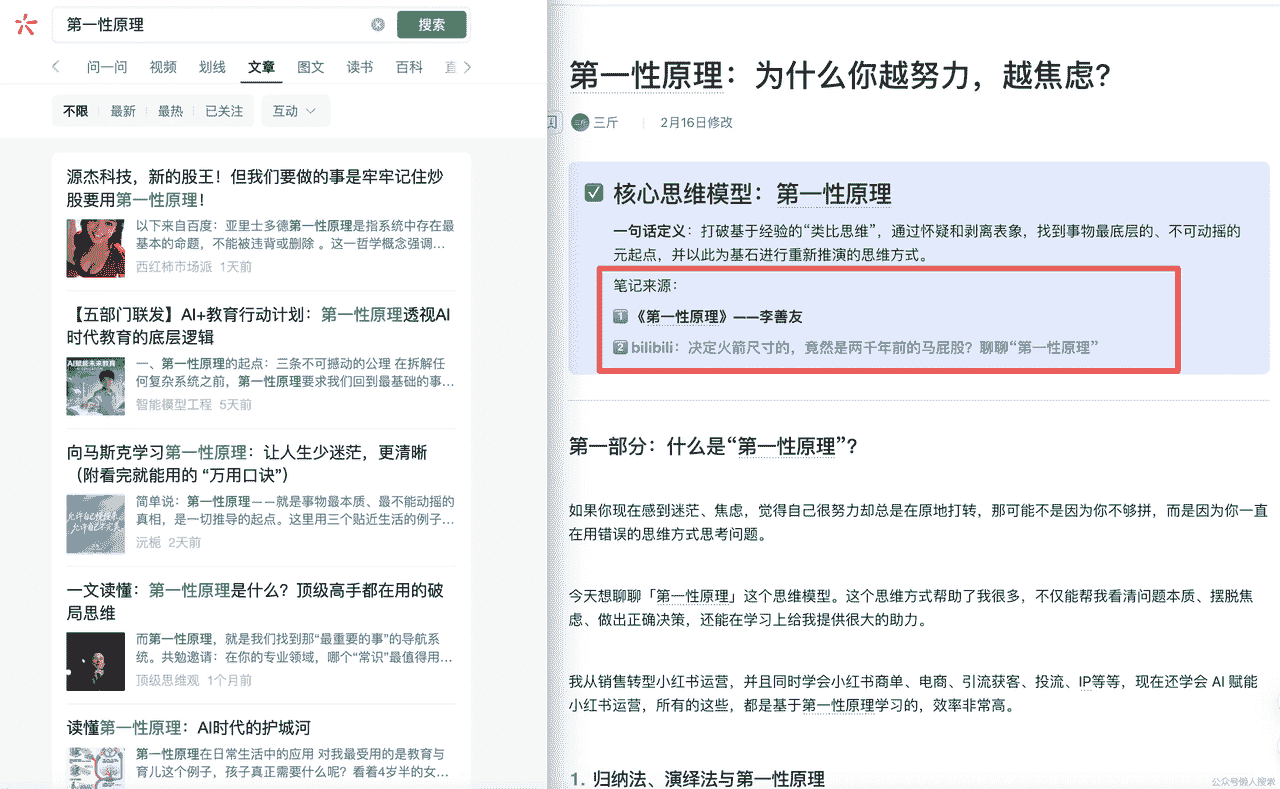 第一性原理
搜索
问一问 视频 划线 文章 图文 读书 百科 直
不限 最新 最热 已关注 互动
源杰科技，新的股王！但我们要做的事是牢牢记住炒
股要用第一性原理！
以下来自百度：亚里士多德第一性原理是指系统中存在最
基本的命题，不能被违背或删除 。这一哲学概念强调…
西红柿市场派 1天前
【五部门联发】AI+教育行动计划：第一性原理透视AI
时代教育的底层逻辑
AI赋能未来教育
一、第一性原理的起点：三条不可撼动的公理 在拆解任
何复杂系统之前，第一性原理要求我们回到最基础的事…
智能模型工程 5天前
向马斯克学习第一性原理：让人生少迷茫，更清晰
（附看完就能用的 “万用口诀”）
简单说：第一性原理——就是事物最本质、最不能动摇的
真相，是一切推导的起点。这里用三个贴近生活的例子…
沅栀 2天前
一文读懂：第一性原理是什么？顶级高手都在用的破
局思维
而第一性原理，就是我们找到那“最重要的事”的导航系
统。共勉邀请：在你的专业领域，哪个“常识”最值得用…
顶级思维观 1个月前
读懂第一性原理：AI时代的护城河
第一性原理在日常生活中的应用 对我最受用的是教育与
育儿这个例子，孩子真正需要什么呢？看着4岁半的女…
第一性原理：为什么你越努力，越焦虑？
三斤 2月16日修改
核心思维模型：第一性原理
一句话定义：打破基于经验的“类比思维”，通过怀疑和剥离表象，找到事物最底层的、不可动摇的
元起点，并以此为基石进行重新推演的思维方式。
笔记来源：
1 《第一性原理》——李善友
2 bilibili：决定火箭尺寸的，竟然是两千年前的马屁股？聊聊“第一性原理”
第一部分：什么是“第一性原理”？
如果你现在感到迷茫、焦虑，觉得自己很努力却总是在原地打转，那可能不是因为你不够拼，而是因为你一直
在用错误的思维方式思考问题。
今天想聊聊「第一性原理」这个思维模型。这个思维方式帮助了我很多，不仅能帮我看清问题本质、摆脱焦
虑、做出正确决策，还能在学习上给我提供很大的助力。
我从销售转型小红书运营，并且同时学会小红书商单、电商、引流获客、投流、IP等等，现在还学会 AI 赋能
小红书运营，所有的这些，都是基于第一性原理学习的，效率非常高。
1. 归纳法、演绎法与第一性原理
公众号懒人搜索